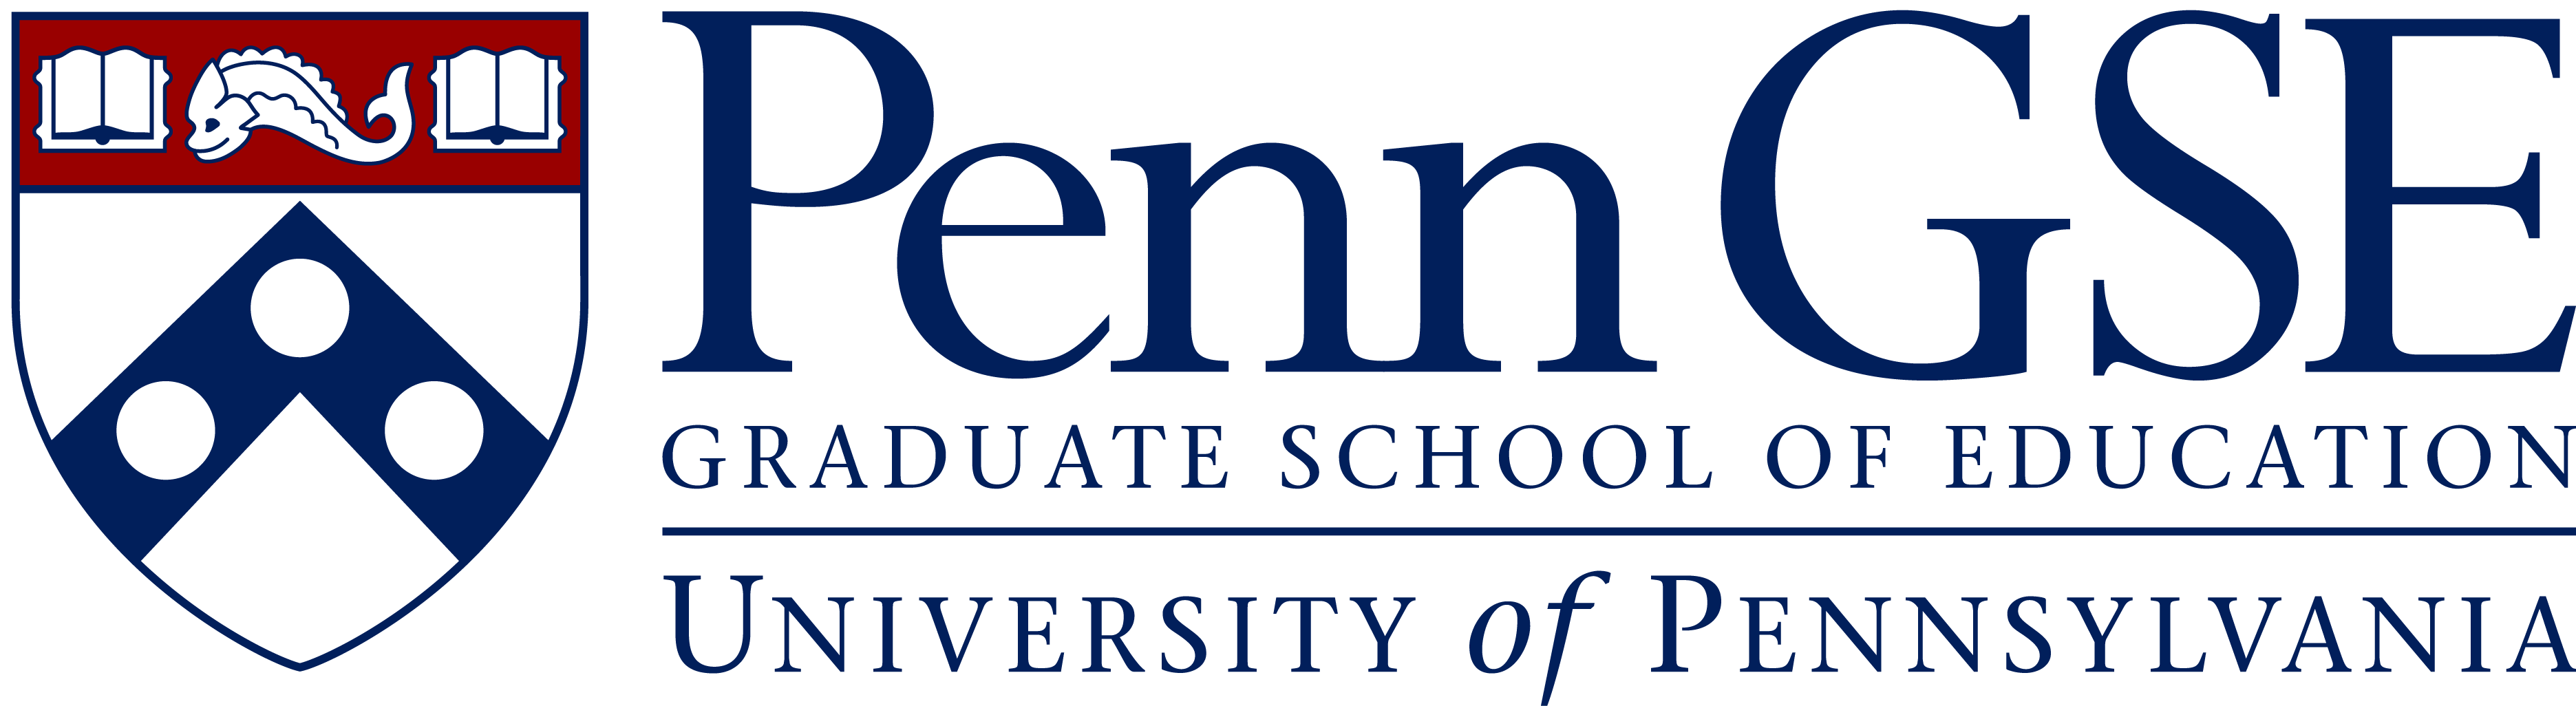 Penn GSE
GRADUATE SCHOOL OF EDUCATION
UNIVERSITY of PENNSYLVANIA